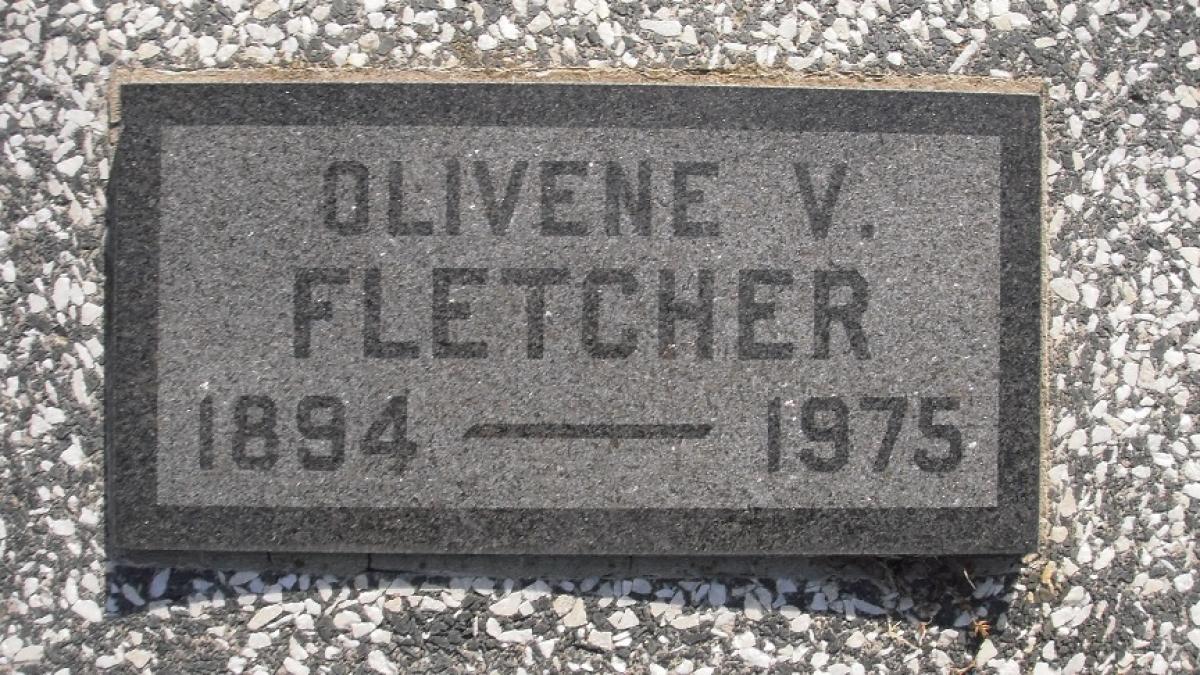 OLIVENE V.
FLETCHER
1894 — 1975